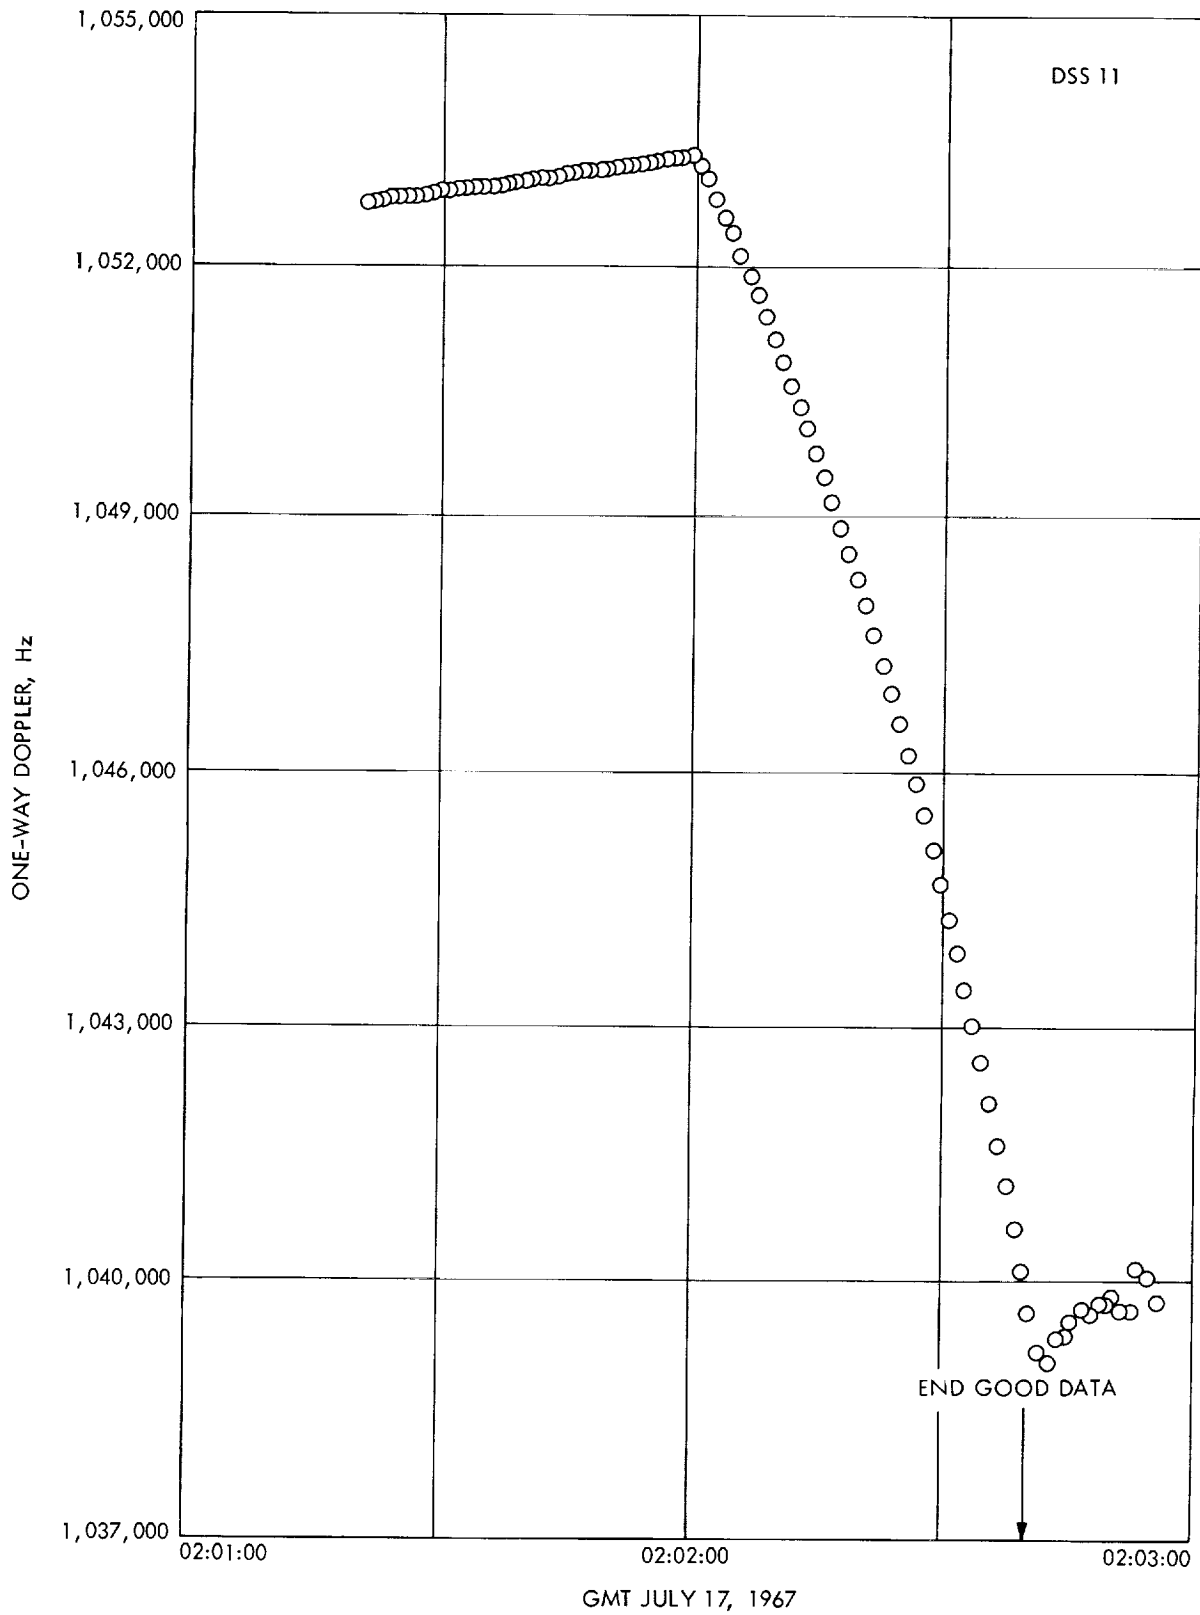 1,055,000
DSS 11
1,052,000
1,049,000
ONE-WAY DOPPLER, Hz
1,046,000
1,043,000
1,040,000
END GOOD DATA
1,037,000
02:01:00 02:02:00 02:03:00
GMT JULY 17, 1967